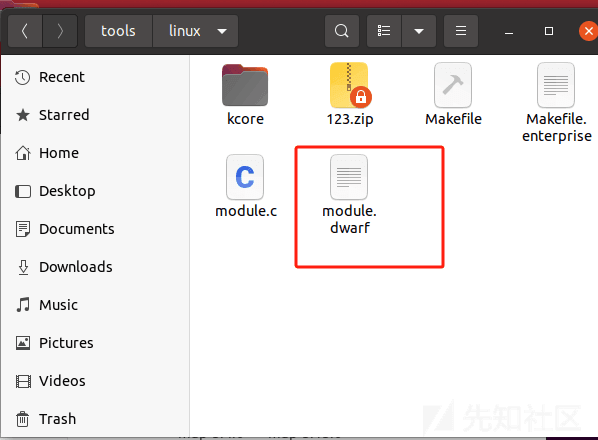 tools
linux
Recent
Starred
Home
Desktop
Documents
Downloads
Music
Pictures
Videos
Trash
kcore
123.zip
Makefile
Makefile.
enterprise
C
module.c
module.
dwarf
先知社区